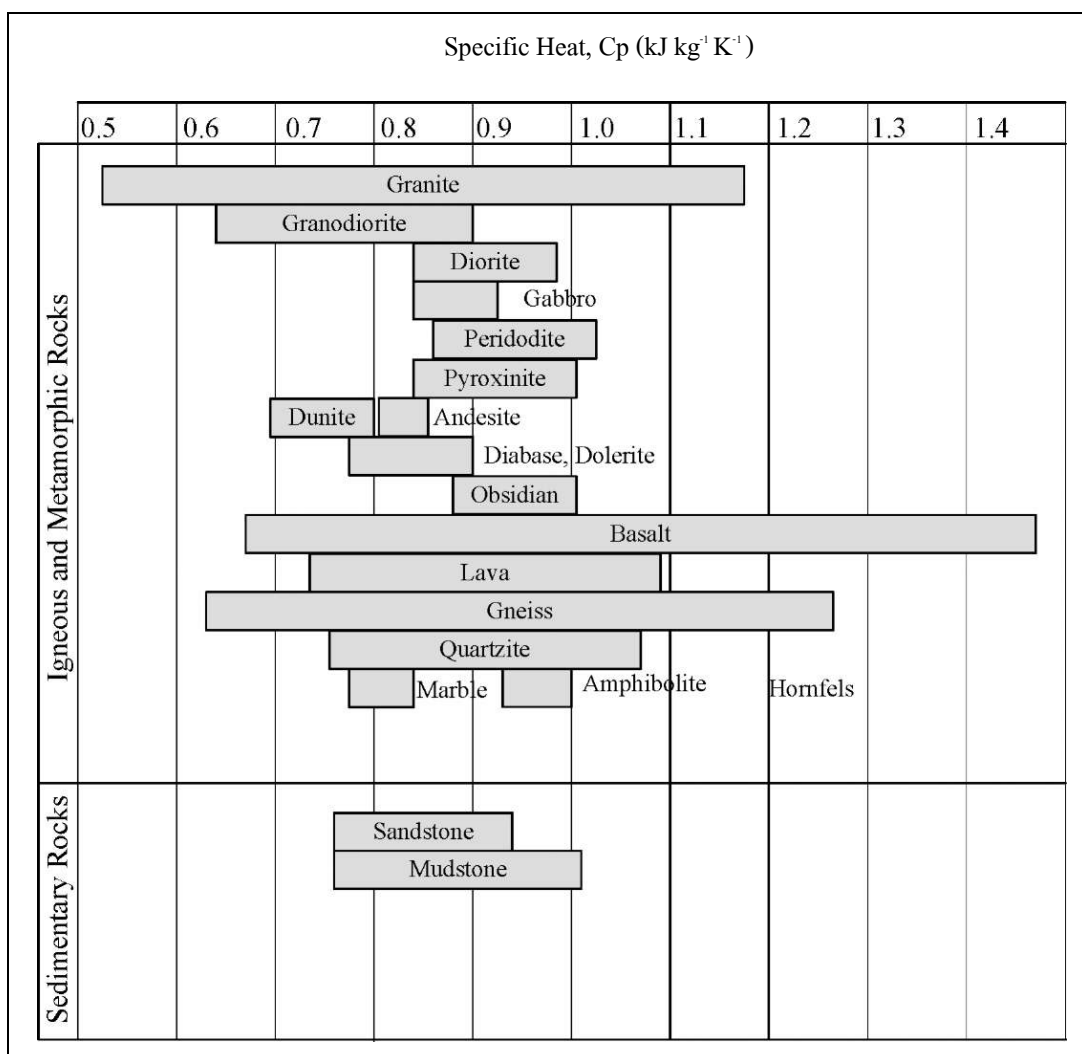 Specific Heat, Cp (kJ kg⁻¹ K⁻¹)
0.5 0.6 0.7 0.8 0.9 1.0 1.1 1.2 1.3 1.4
Igneous and Metamorphic Rocks
Granite
Granodiorite
Diorite
Gabbro
Peridodite
Pyroxinite
Dunite Andesite
Diabase, Dolerite
Obsidian
Basalt
Lava
Gneiss
Quartzite
Marble Amphibolite Hornfels
Sedimentary Rocks
Sandstone
Mudstone